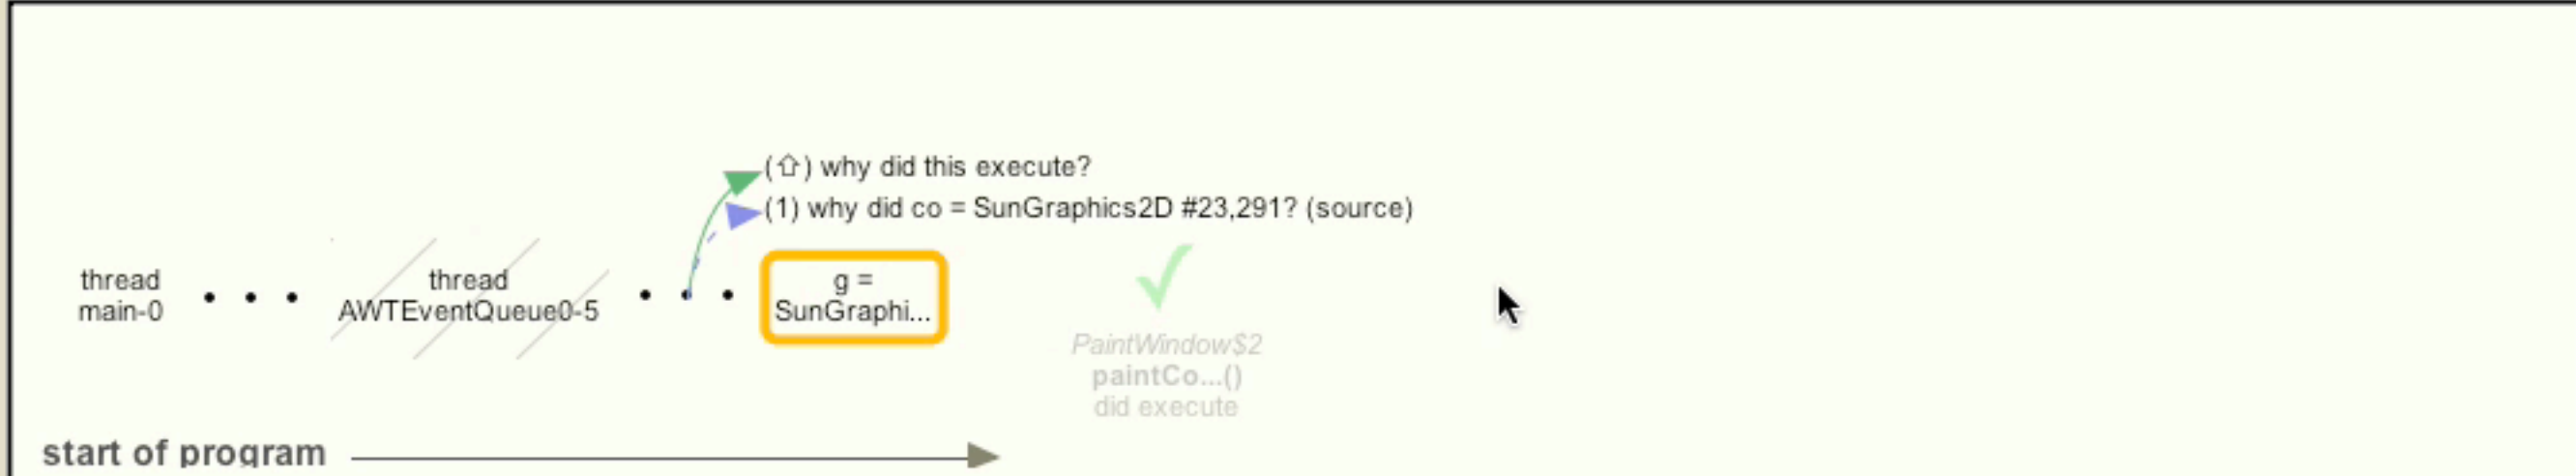 (⇧) why did this execute?
(1) why did co = SunGraphics2D #23,291? (source)
thread
main-0
thread
AWTEventQueue0-5
g =
SunGraphi...
PaintWindow$2
paintCo...()
did execute
start of program